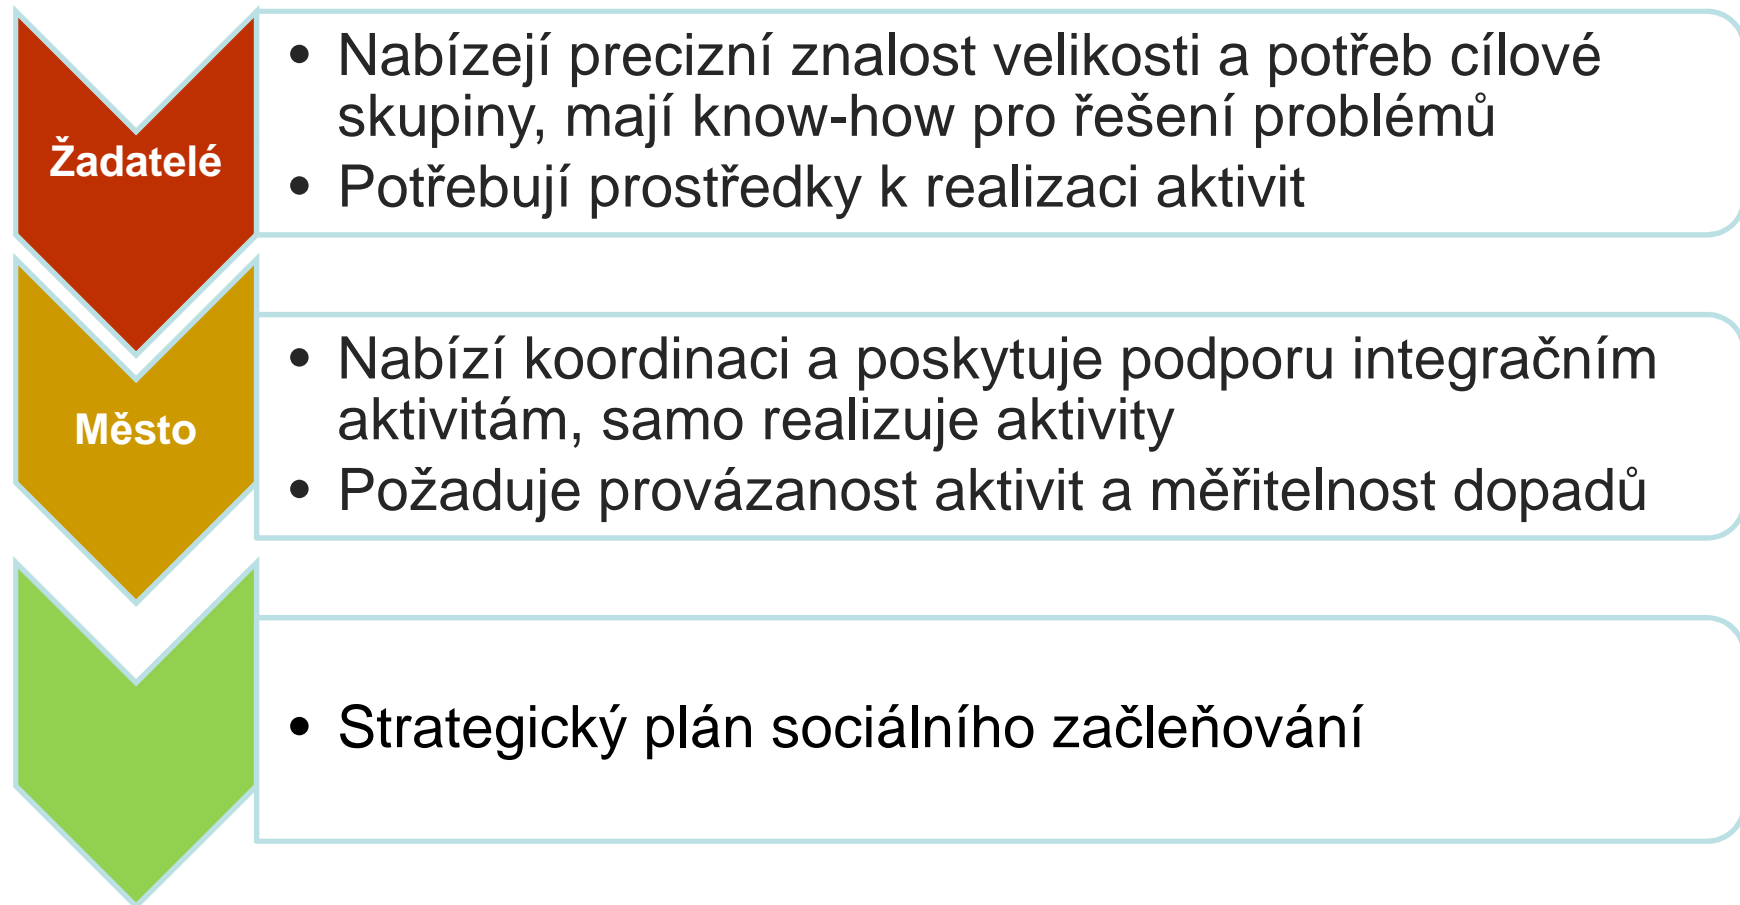 Žadatelé
• Nabízejí precizní znalost velikosti a potřeb cílové
skupiny, mají know-how pro řešení problémů
• Potřebují prostředky k realizaci aktivit
Město
• Nabízí koordinaci a poskytuje podporu integračním
aktivitám, samo realizuje aktivity
• Požaduje provázanost aktivit a měřitelnost dopadů
• Strategický plán sociálního začleňování